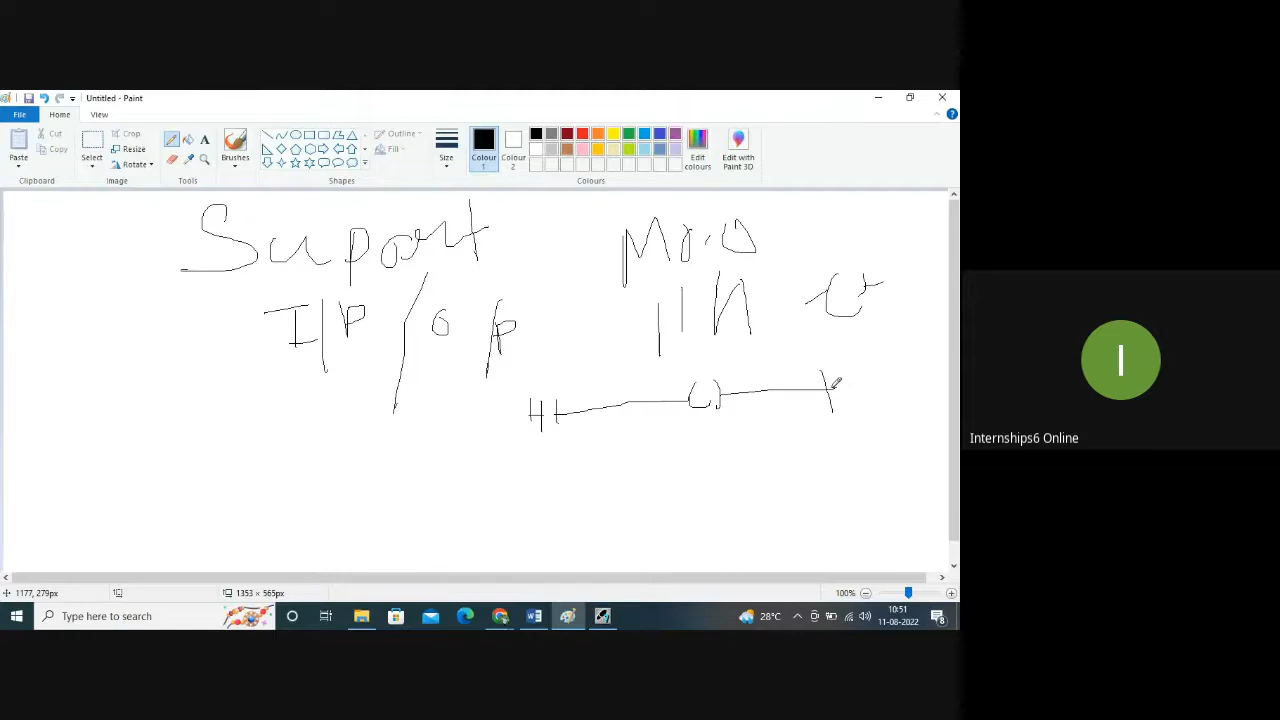 Untitled - Paint
File
Home
View
Paste
Cut
Copy
Clipboard
Select
Crop
Resize
Rotate
Image
Tools
Brushes
Shapes
Outline
Fill
Size
Colour 1
Colour 2
Edit colours
Edit with Paint 3D
Colours
Suport
I/P / o/p
1177, 279px
1353 × 565px
100%
Type here to search
28°C
10:51
11-08-2022
8
I
Internships6 Online